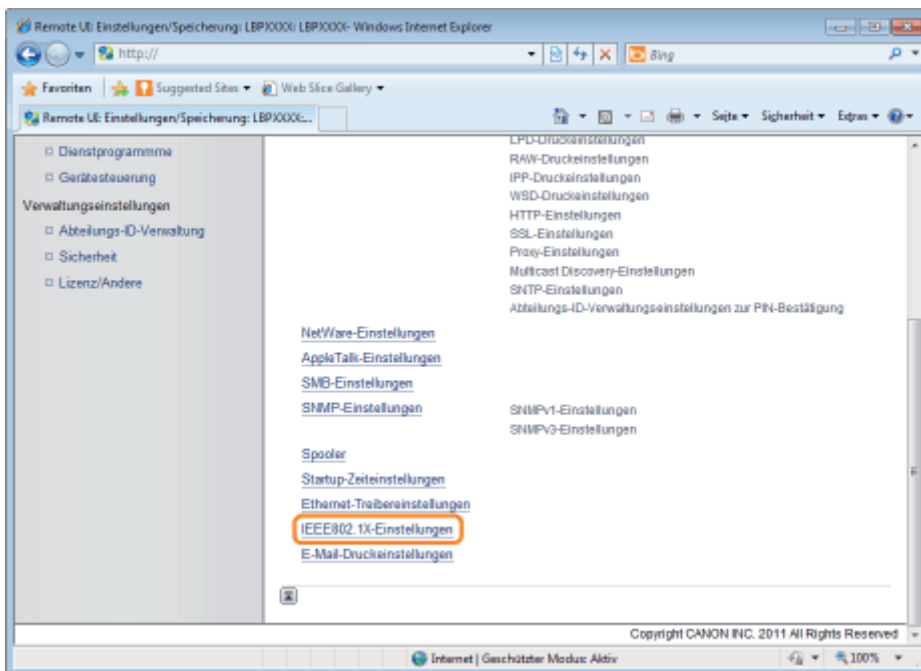 Remote UI: Einstellungen/Speicherung: LBPXXXX: LBPXXXX- Windows Internet Explorer
http://
Bing
Favoriten
Suggested Sites
Web Slice Gallery
Remote UI: Einstellungen/Speicherung: LBPXXXX:...
Seite
Sicherheit
Extras
Dienstprogrammme
Gerätesteuerung
Verwaltungseinstellungen
Abteilungs-ID-Verwaltung
Sicherheit
Lizenz/Andere
LPD-Druckeinstellungen
RAW-Druckeinstellungen
IPP-Druckeinstellungen
WSD-Druckeinstellungen
HTTP-Einstellungen
SSL-Einstellungen
Proxy-Einstellungen
Multicast Discovery-Einstellungen
SNTP-Einstellungen
Abteilungs-ID-Verwaltungseinstellungen zur PIN-Bestätigung
NetWare-Einstellungen
AppleTalk-Einstellungen
SMB-Einstellungen
SNMP-Einstellungen
SNMPv1-Einstellungen
SNMPv3-Einstellungen
Spooler
Startup-Zeiteinstellungen
Ethernet-Treibereinstellungen
IEEE802.1X-Einstellungen
E-Mail-Druckeinstellungen
Copyright CANON INC. 2011 All Rights Reserved
Internet | Geschützter Modus: Aktiv
100%